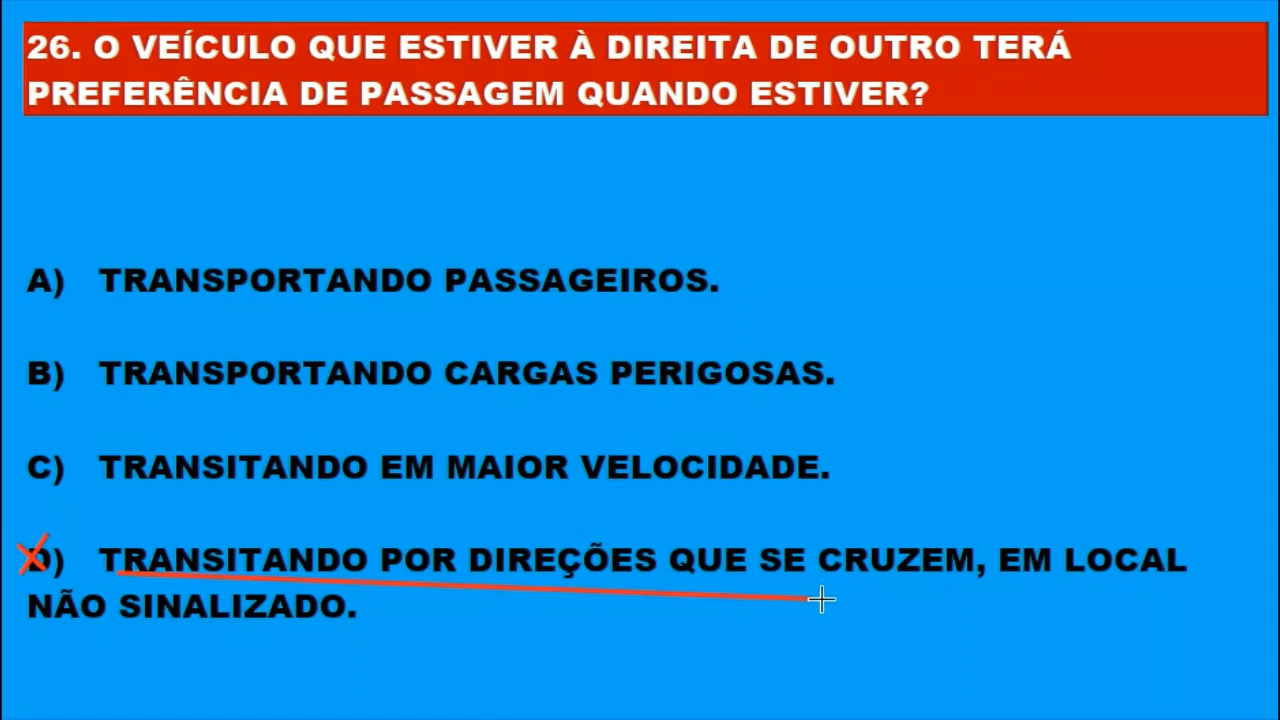 26. O VEÍCULO QUE ESTIVER À DIREITA DE OUTRO TERÁ
PREFERÊNCIA DE PASSAGEM QUANDO ESTIVER?
A) TRANSPORTANDO PASSAGEIROS.
B) TRANSPORTANDO CARGAS PERIGOSAS.
C) TRANSITANDO EM MAIOR VELOCIDADE.
D) TRANSITANDO POR DIREÇÕES QUE SE CRUZEM, EM LOCAL
NÃO SINALIZADO.